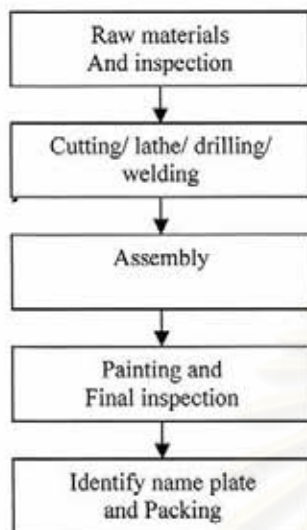 Raw materials
And inspection
Cutting/ lathe/ drilling/
welding
Assembly
Painting and
Final inspection
Identify name plate
and Packing